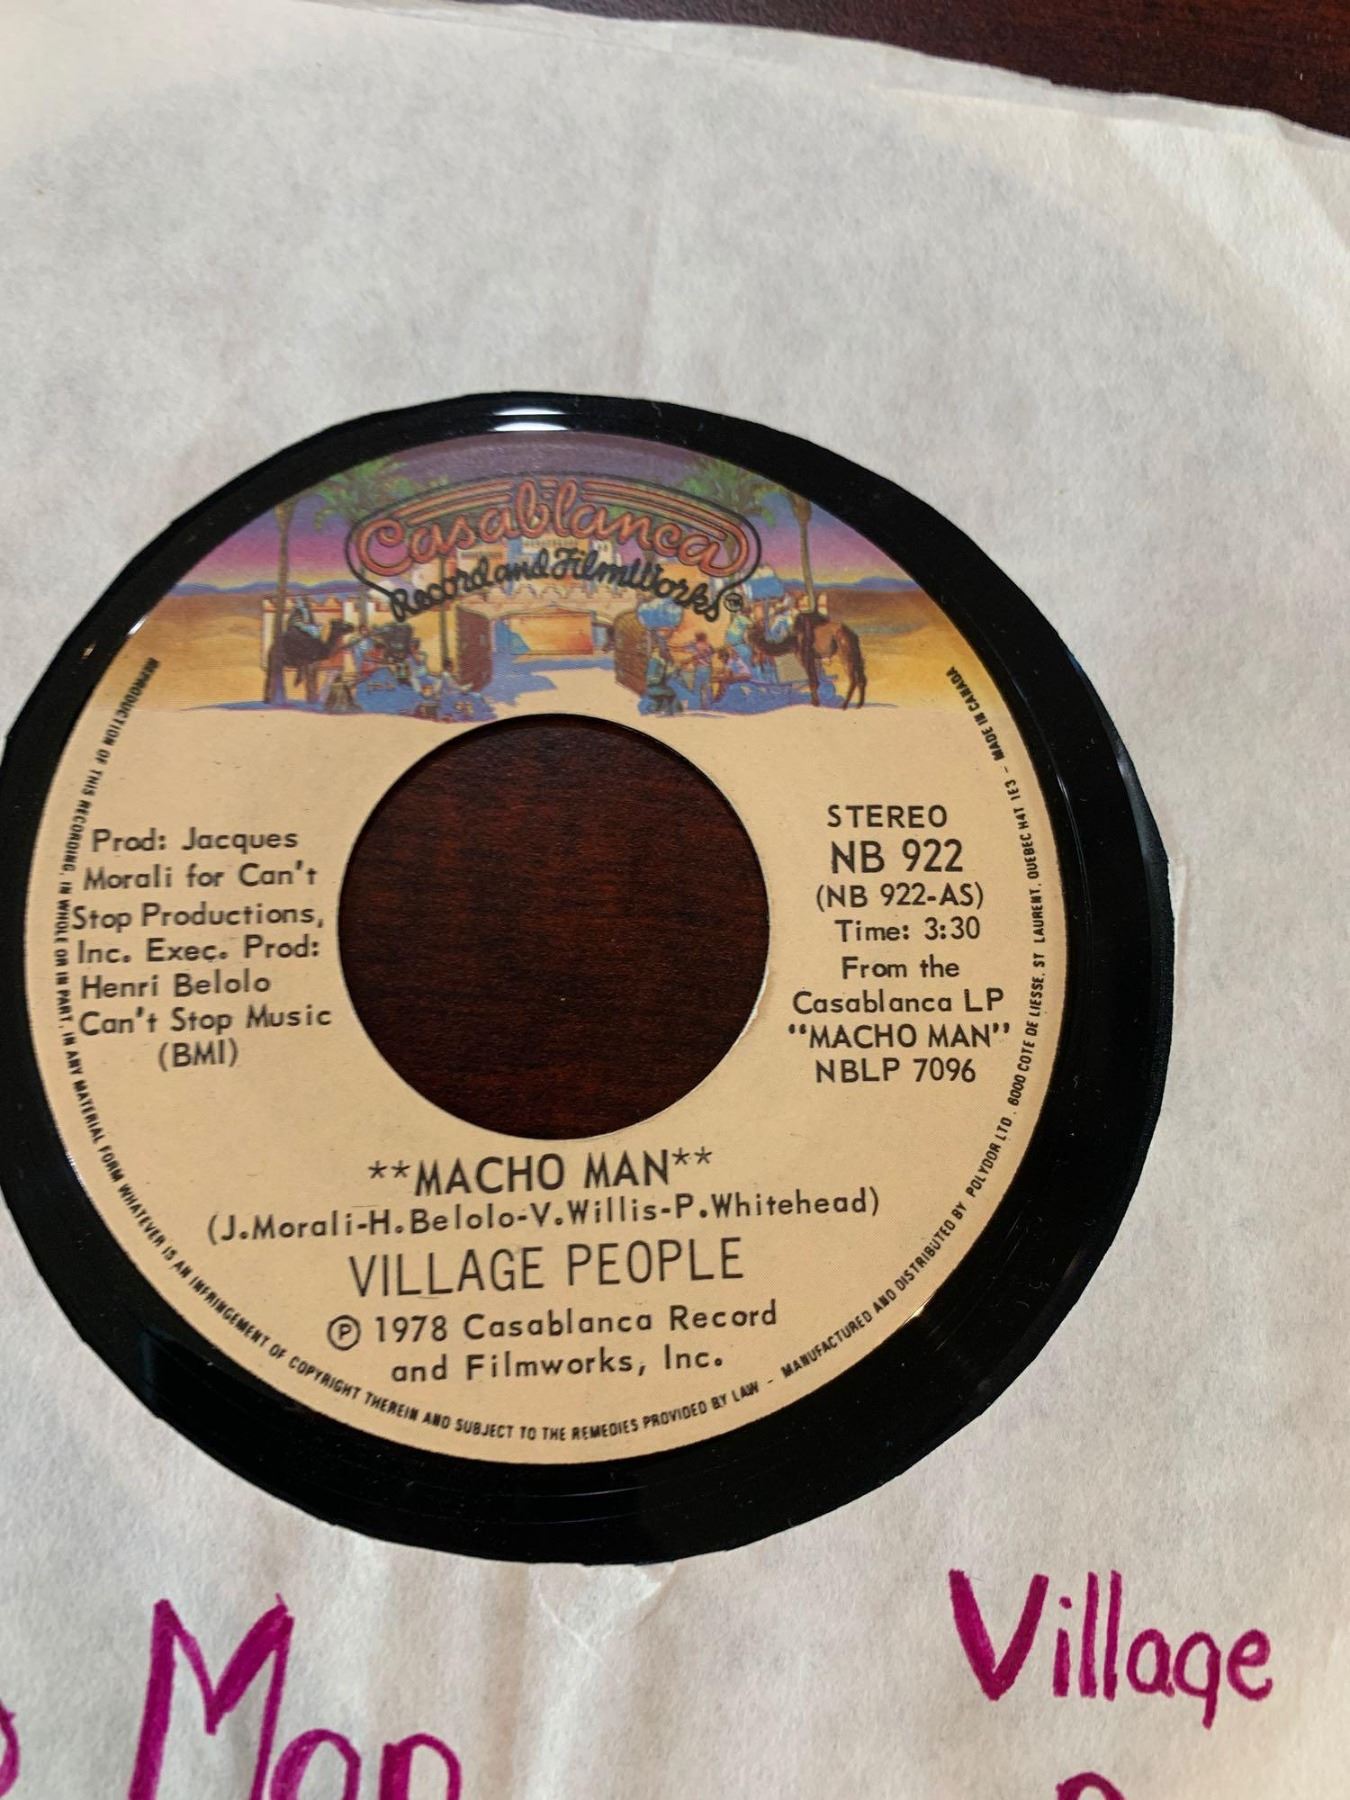 Casablanca
Record and FilmWorks
TM
REPRODUCTION OF THIS RECORDING, IN WHOLE OR IN PART, IN ANY MATERIAL FORM WHATEVER IS AN INFRINGEMENT OF COPYRIGHT THEREIN AND SUBJECT TO THE REMEDIES PROVIDED BY LAW - MANUFACTURED AND DISTRIBUTED BY POLYDOR LTD. 6000 COTE DE LIESSE, ST LAURENT, QUEBEC H4T 1E3 - MADE IN CANADA
Prod: Jacques
Morali for Can't
Stop Productions,
Inc. Exec. Prod:
Henri Belolo
Can't Stop Music
(BMI)
STEREO
NB 922
(NB 922-AS)
Time: 3:30
From the
Casablanca LP
"MACHO MAN"
NBLP 7096
**MACHO MAN**
(J.Morali-H.Belolo-V.Willis-P.Whitehead)
VILLAGE PEOPLE
℗ 1978 Casablanca Record
and Filmworks, Inc.
Village
Man